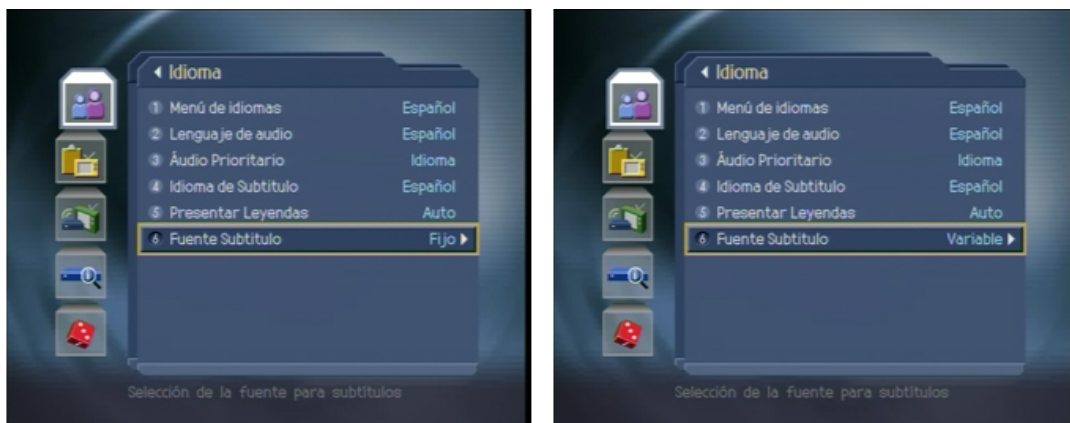 Idioma
1 Menú de idiomas Español
2 Lenguaje de audio Español
3 Áudio Prioritario Idioma
4 Idioma de Subtitulo Español
5 Presentar Leyendas Auto
6 Fuente Subtitulo Fijo
Selección de la fuente para subtítulos
Idioma
1 Menú de idiomas Español
2 Lenguaje de audio Español
3 Áudio Prioritario Idioma
4 Idioma de Subtitulo Español
5 Presentar Leyendas Auto
6 Fuente Subtitulo Variable
Selección de la fuente para subtítulos